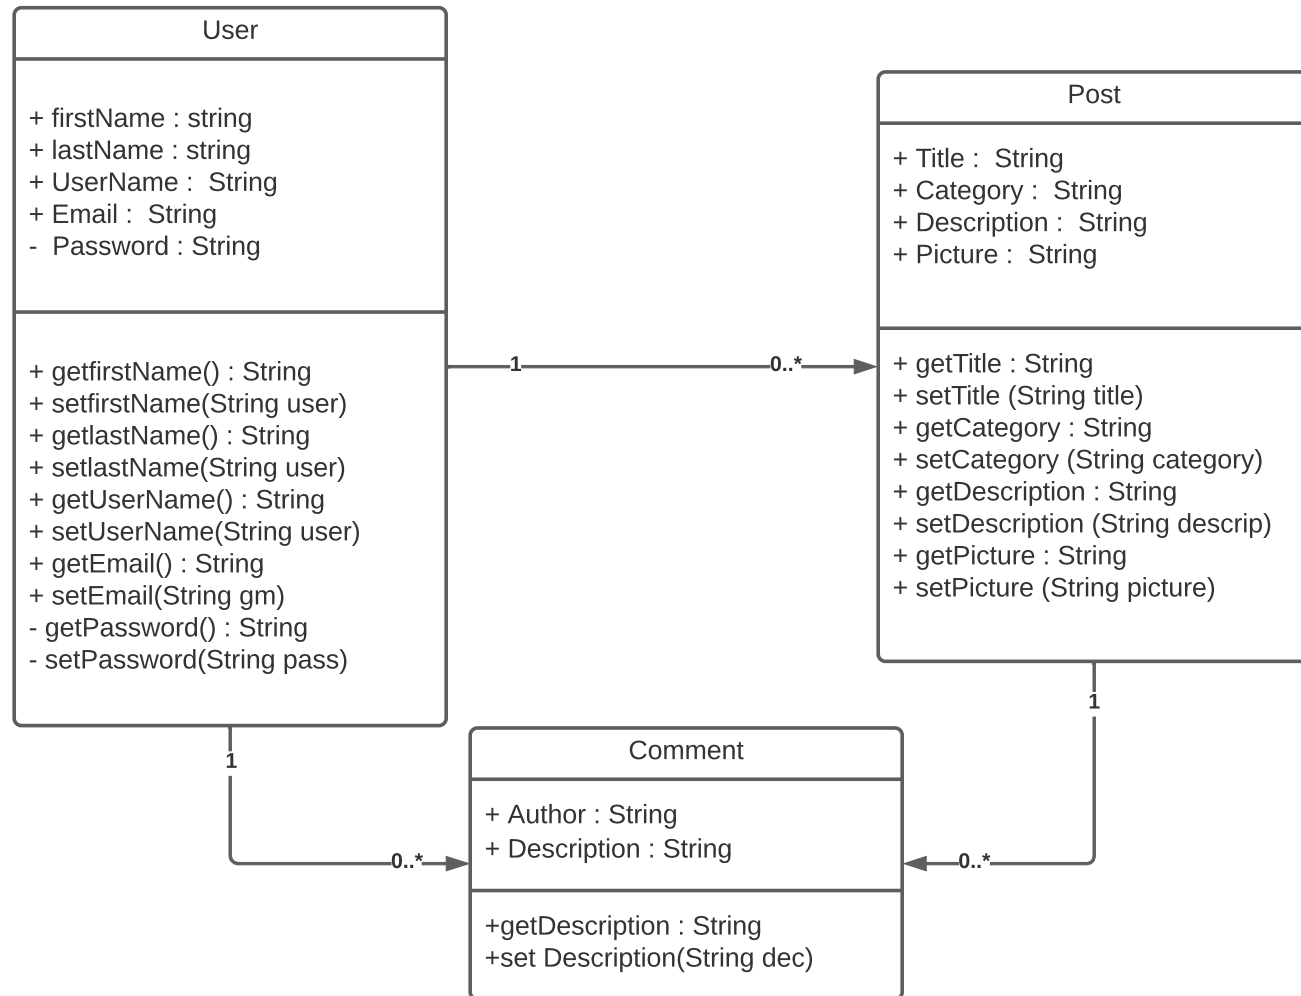 User
+ firstName : string
+ lastName : string
+ UserName :  String
+ Email :  String
-  Password : String
+ getfirstName() : String
+ setfirstName(String user)
+ getlastName() : String
+ setlastName(String user)
+ getUserName() : String
+ setUserName(String user)
+ getEmail() : String
+ setEmail(String gm)
- getPassword() : String
- setPassword(String pass)
1
0..*
Post
+ Title :  String
+ Category :  String
+ Description :  String
+ Picture :  String
+ getTitle : String
+ setTitle (String title)
+ getCategory : String
+ setCategory (String category)
+ getDescription : String
+ setDescription (String descrip)
+ getPicture : String
+ setPicture (String picture)
1
0..*
1
0..*
Comment
+ Author : String
+ Description : String
+getDescription : String
+set Description(String dec)